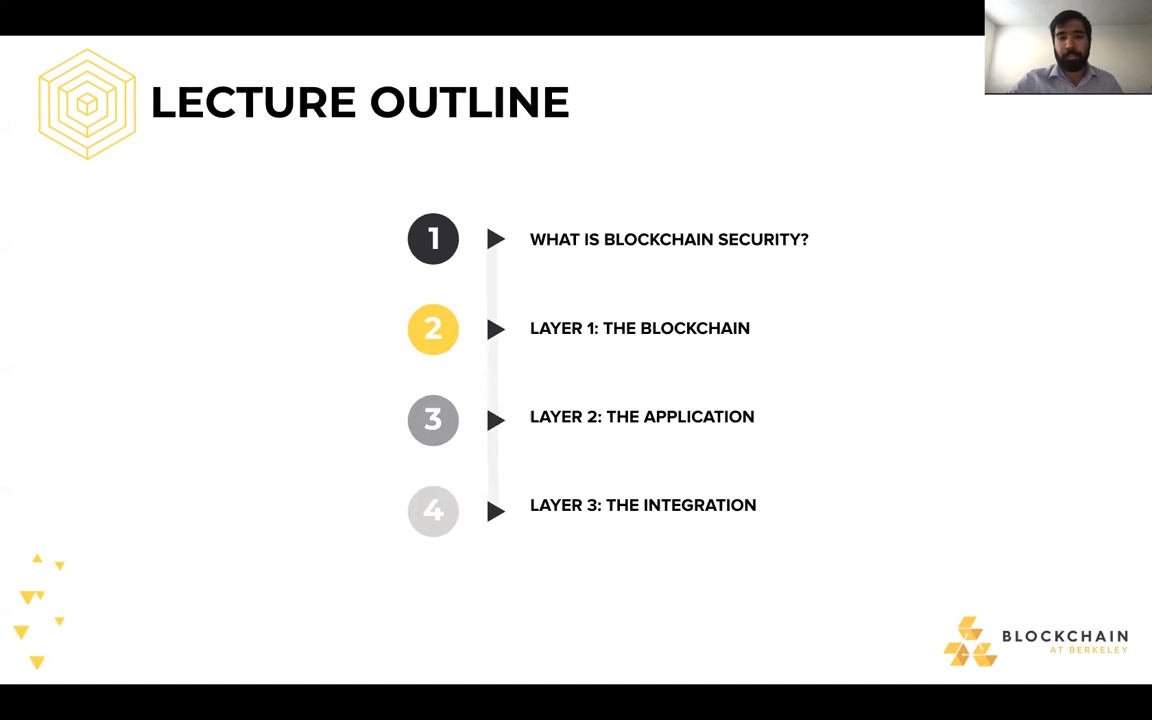 LECTURE OUTLINE
1
WHAT IS BLOCKCHAIN SECURITY?
2
LAYER 1: THE BLOCKCHAIN
3
LAYER 2: THE APPLICATION
4
LAYER 3: THE INTEGRATION
BLOCKCHAIN
AT BERKELEY